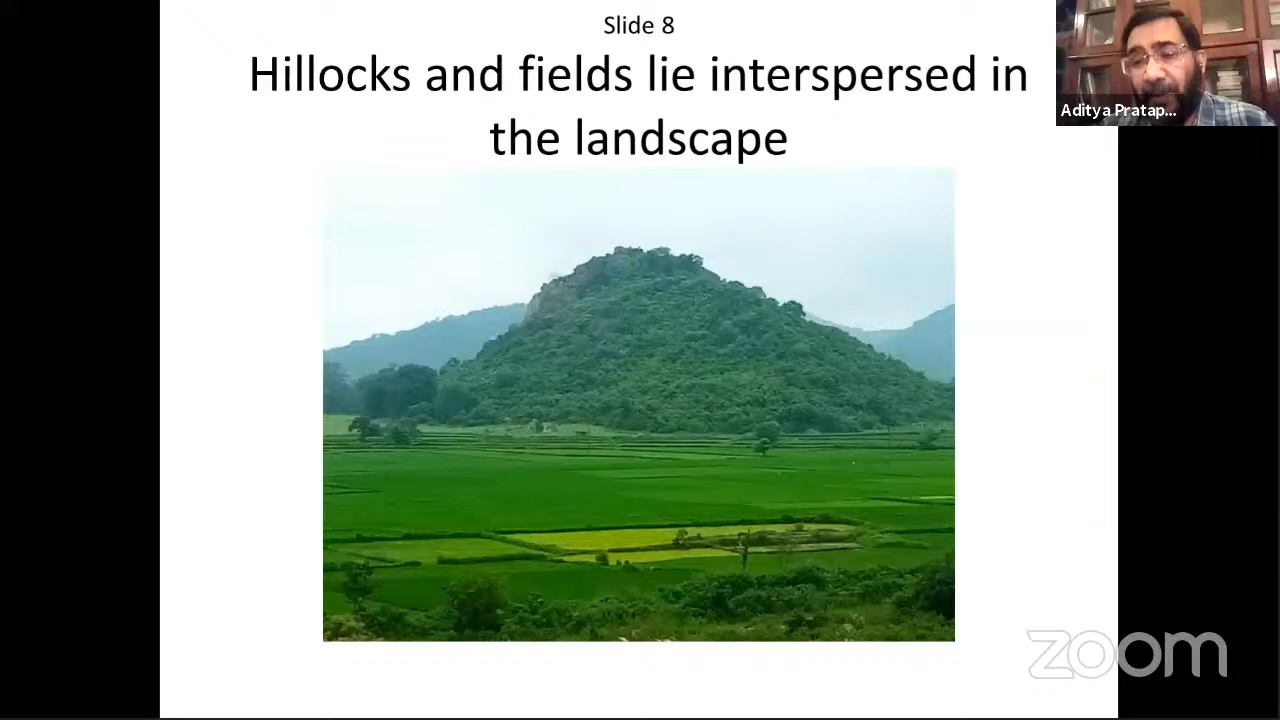 Slide 8
Hillocks and fields lie interspersed in
the landscape
Aditya Pratap...
zoom